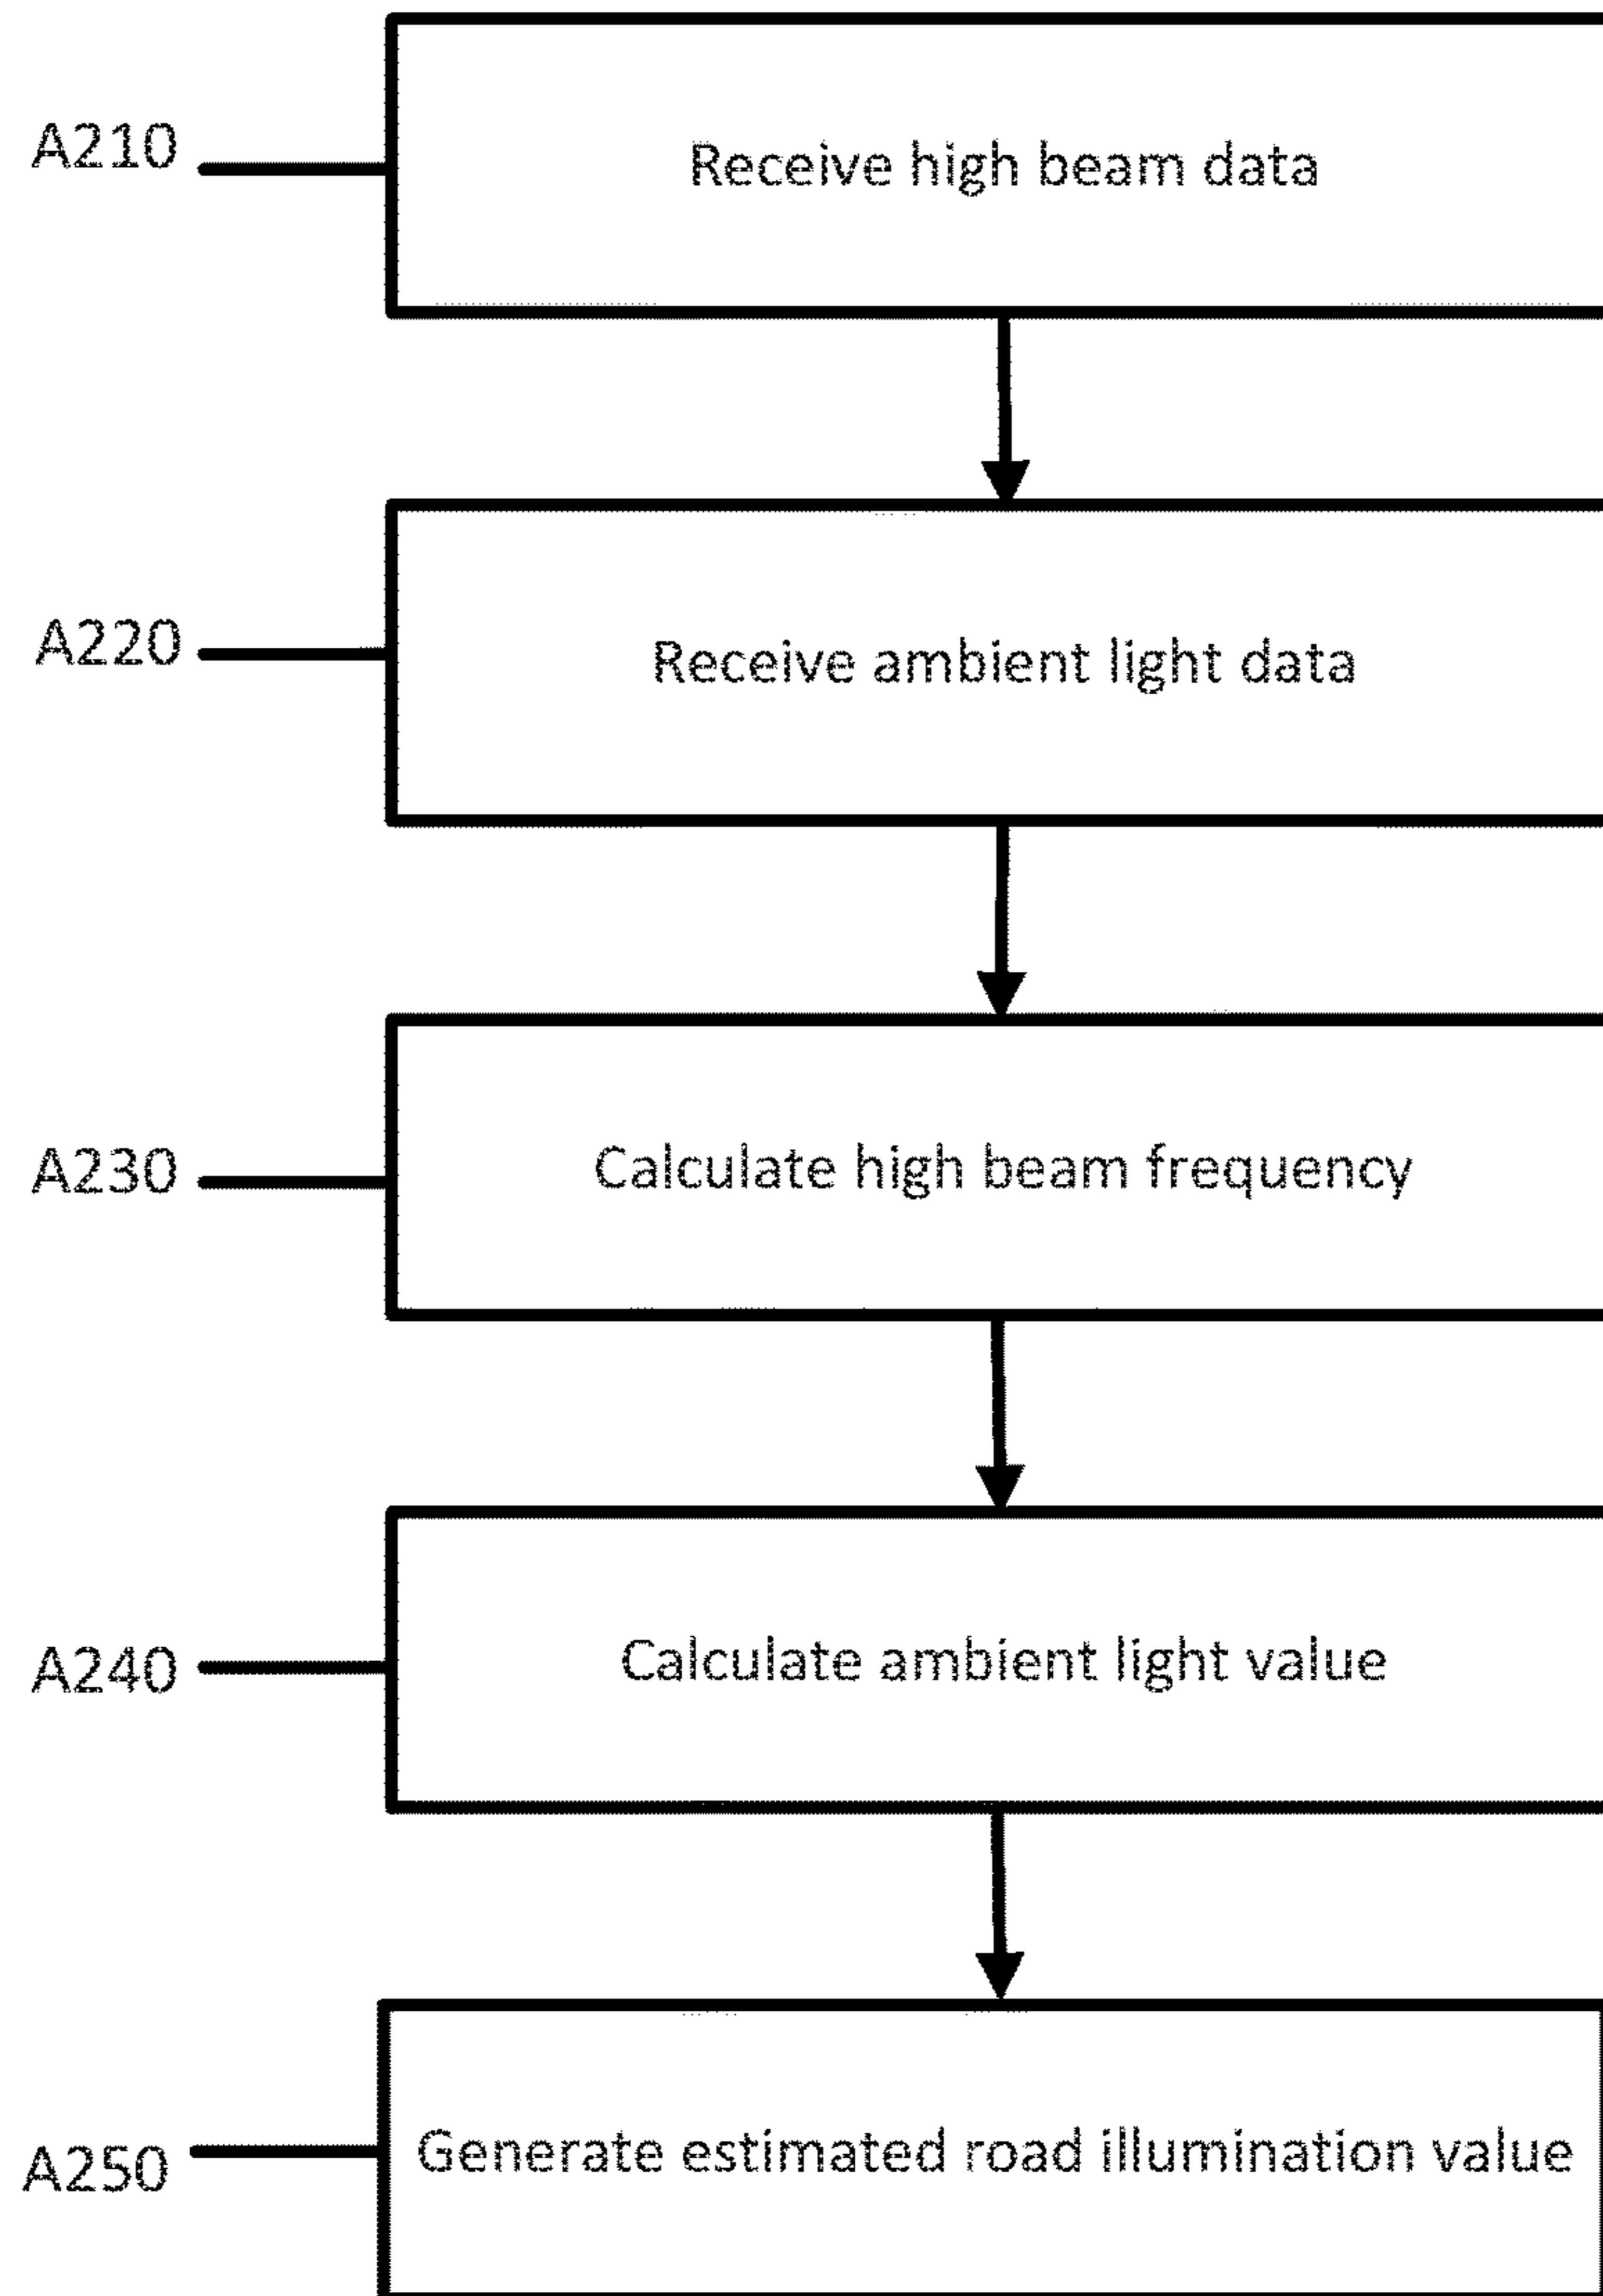 A210
Receive high beam data
A220
Receive ambient light data
A230
Calculate high beam frequency
A240
Calculate ambient light value
A250
Generate estimated road illumination value